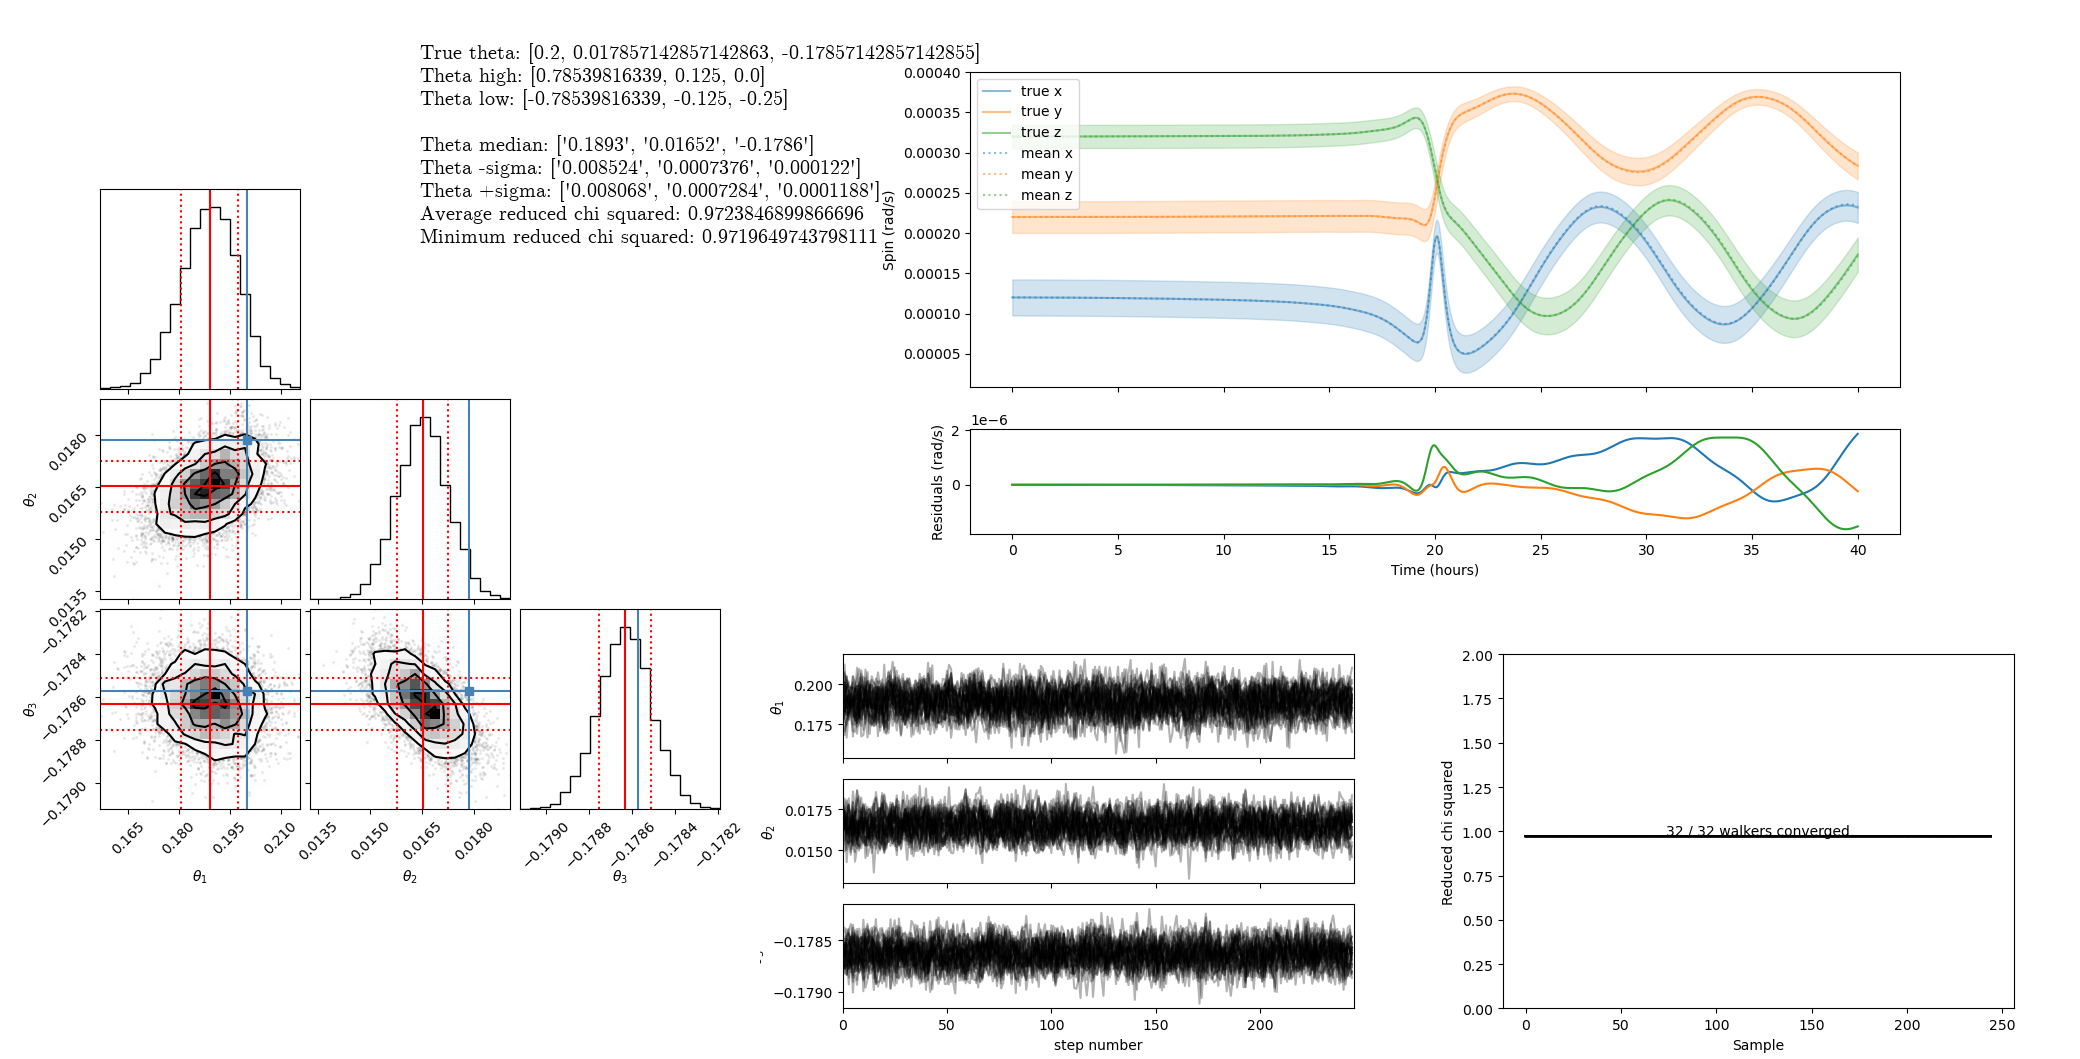 True theta: [0.2, 0.017857142857142863, -0.17857142857142855]
Theta high: [0.78539816339, 0.125, 0.0]
Theta low: [-0.78539816339, -0.125, -0.25]
Theta median: ['0.1893', '0.01652', '-0.1786']
Theta -sigma: ['0.008524', '0.0007376', '0.000122']
Theta +sigma: ['0.008068', '0.0007284', '0.0001188']
Average reduced chi squared: 0.9723846899866696
Minimum reduced chi squared: 0.9719649743798111
θ2
0.0180
0.0165
0.0150
0.0135
θ3
−0.1782
−0.1784
−0.1786
−0.1788
−0.1790
0.165 0.180 0.195 0.210
θ1
0.0135 0.0150 0.0165 0.0180
θ2
−0.1790 −0.1788 −0.1786 −0.1784 −0.1782
θ3
Spin (rad/s)
0.00040
0.00035
0.00030
0.00025
0.00020
0.00015
0.00010
0.00005
true x
true y
true z
mean x
mean y
mean z
1e−6
Residuals (rad/s)
2
0
0 5 10 15 20 25 30 35 40
Time (hours)
θ1
0.200
0.175
θ2
0.0175
0.0150
−0.1785
−0.1790
0 50 100 150 200
step number
Reduced chi squared
2.00
1.75
1.50
1.25
1.00
0.75
0.50
0.25
0.00
32 / 32 walkers converged
0 50 100 150 200 250
Sample